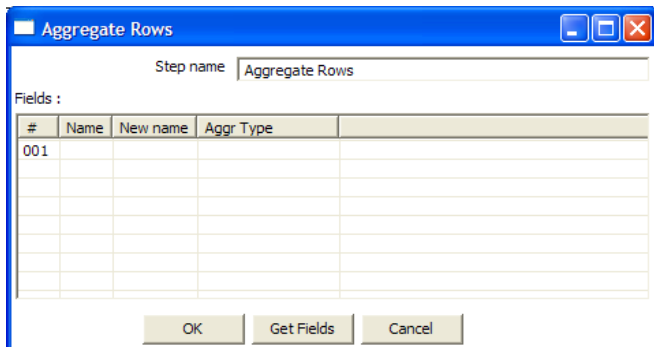 Aggregate Rows
Step name Aggregate Rows
Fields :
# Name New name Aggr Type
001
OK Get Fields Cancel